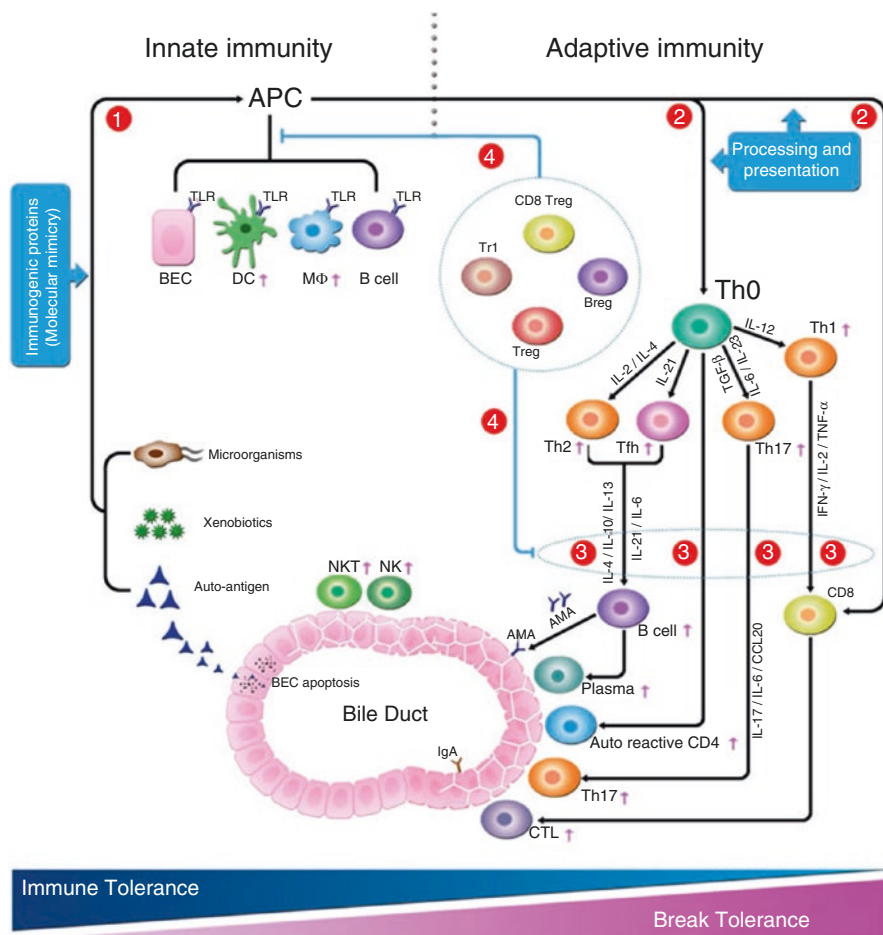 Innate immunity
Adaptive immunity
1
APC
2
2
Processing and
presentation
4
Immunogenic proteins
(Molecular mimicry)
TLR
TLR
TLR
TLR
BEC
DC ↑
MΦ ↑
B cell
CD8 Treg
Tr1
Breg
Treg
Th0
IL-12
Th1 ↑
IL-2 / IL-4
IL-21
TGF-β
IL-6 / IL-23
4
Th2 ↑
Tfh ↑
Th17 ↑
IFN-γ / IL-2 / TNF-α
Microorganisms
Xenobiotics
Auto-antigen
IL-4 / IL-10/ IL-13
IL-21 / IL-6
3
3
3
3
NKT ↑
NK ↑
CD8
AMA
AMA
B cell ↑
BEC apoptosis
Plasma ↑
IL-17 / IL-6 / CCL20
Bile Duct
Auto reactive CD4 ↑
IgA
Th17 ↑
CTL ↑
Immune Tolerance
Break Tolerance